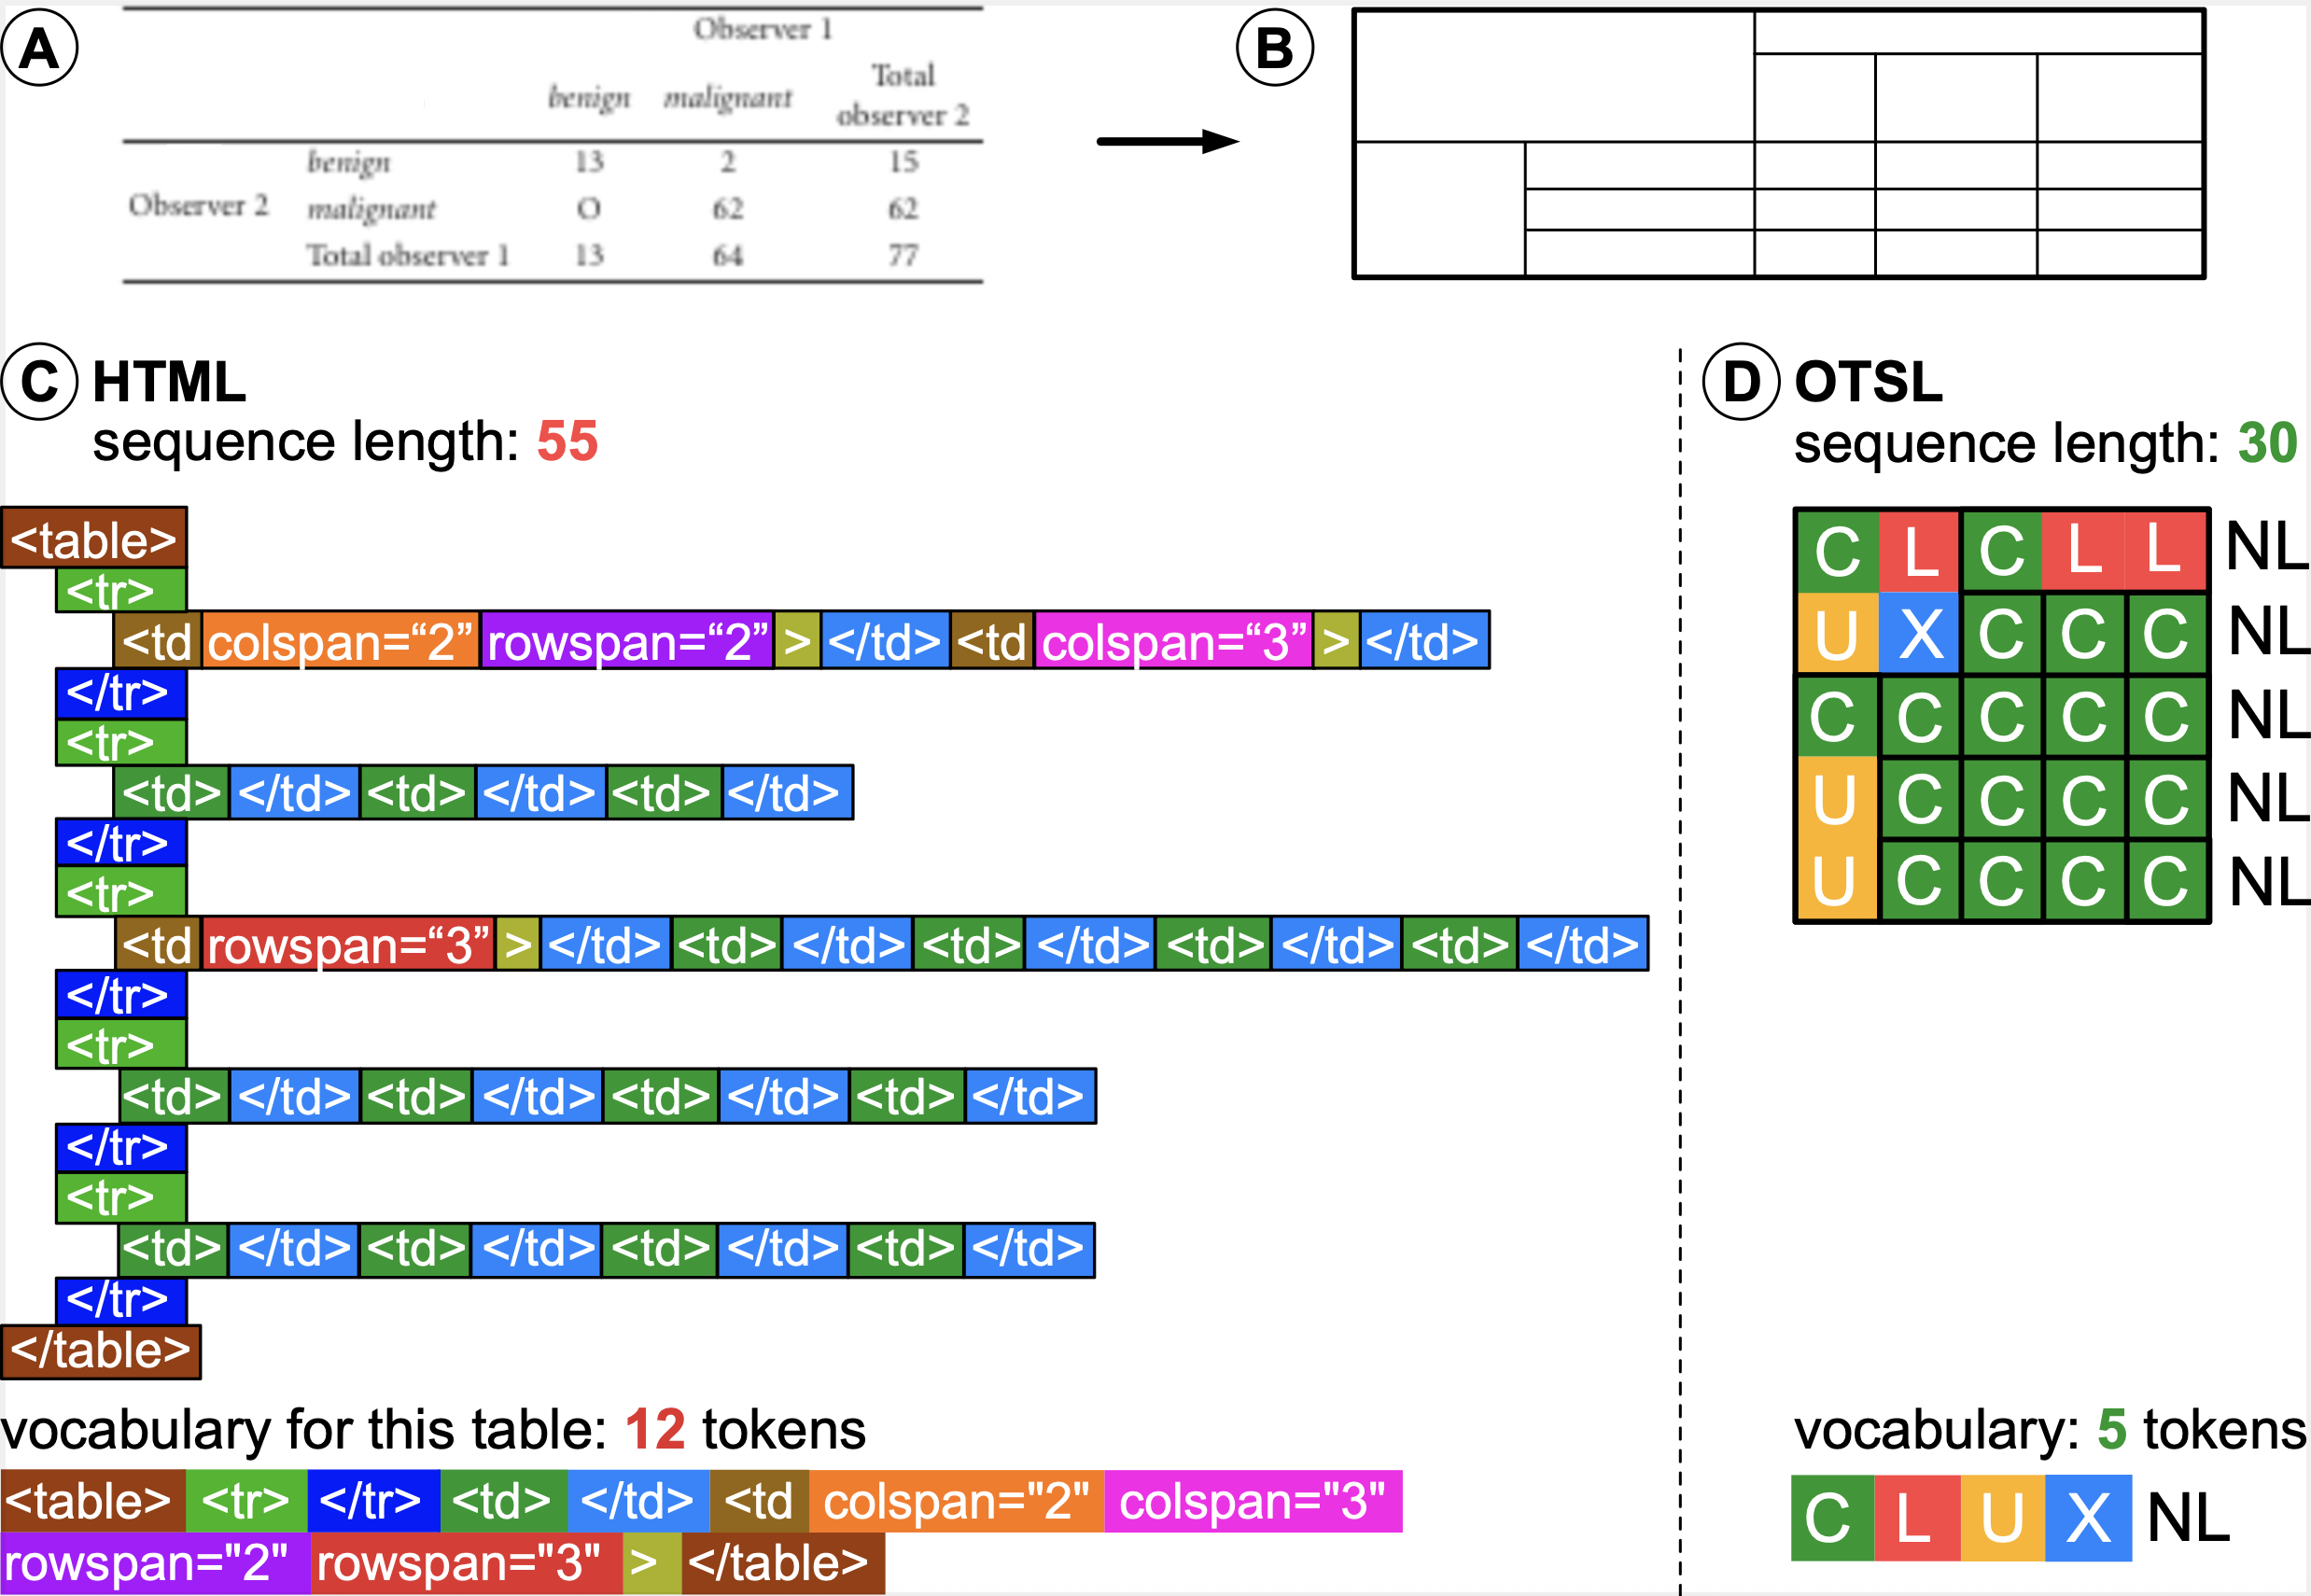 A
Observer 1
benign malignant Total observer 2
benign 13 2 15
Observer 2 malignant O 62 62
Total observer 1 13 64 77
B
C HTML
sequence length: 55
<table>
<tr>
<td colspan=“2” rowspan=“2” > </td> <td colspan=“3” > </td>
</tr>
<tr>
<td> </td> <td> </td> <td> </td>
</tr>
<tr>
<td rowspan=“3” > </td> <td> </td> <td> </td> <td> </td> <td> </td>
</tr>
<tr>
<td> </td> <td> </td> <td> </td> <td> </td>
</tr>
<tr>
<td> </td> <td> </td> <td> </td> <td> </td>
</tr>
</table>
vocabulary for this table: 12 tokens
<table> <tr> </tr> <td> </td> <td colspan="2" colspan="3"
rowspan="2" rowspan="3" > </table>
D OTSL
sequence length: 30
C L C L L NL
U X C C C NL
C C C C C NL
U C C C C NL
U C C C C NL
vocabulary: 5 tokens
C L U X NL